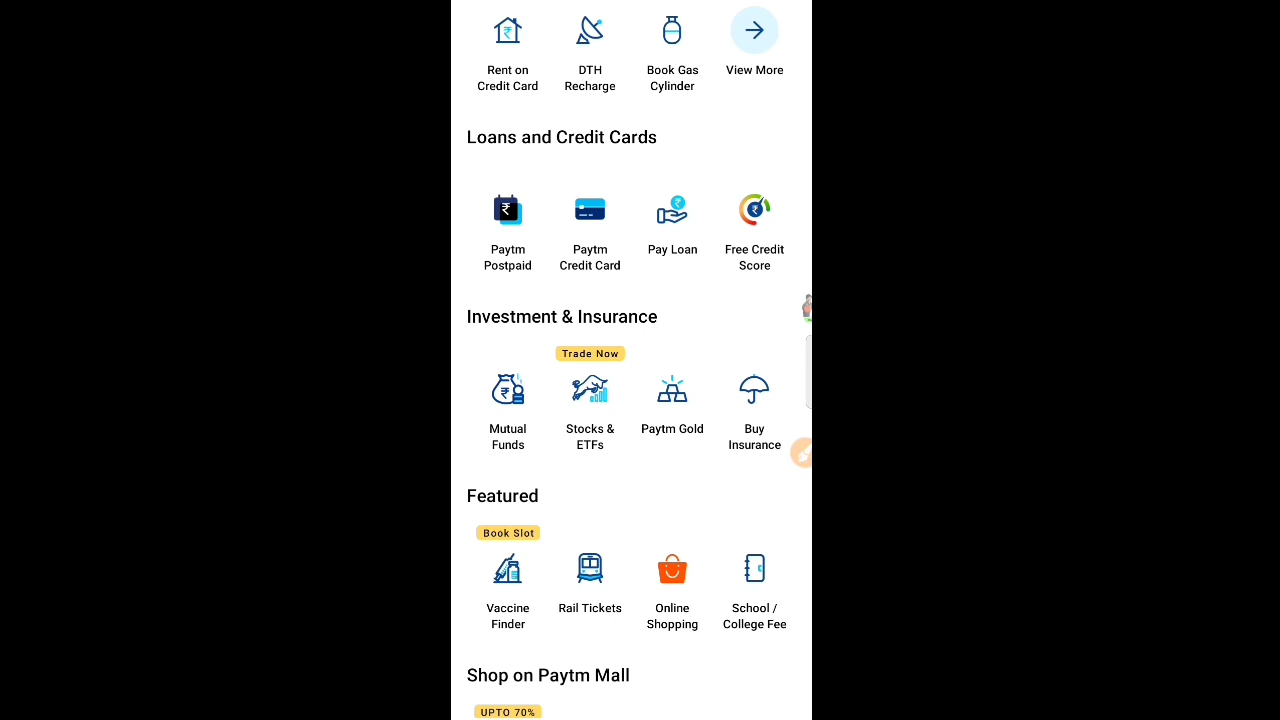 Rent on
Credit Card
DTH
Recharge
Book Gas
Cylinder
View More
Loans and Credit Cards
Paytm
Postpaid
Paytm
Credit Card
Pay Loan
Free Credit
Score
Investment & Insurance
Trade Now
Mutual
Funds
Stocks &
ETFs
Paytm Gold
Buy
Insurance
Featured
Book Slot
Vaccine
Finder
Rail Tickets
Online
Shopping
School /
College Fee
Shop on Paytm Mall
UPTO 70%